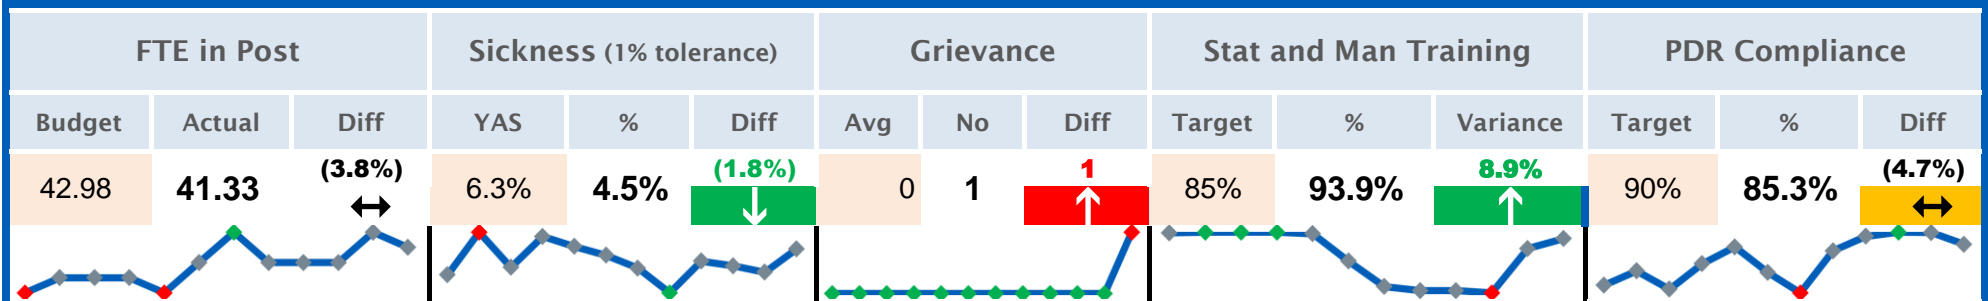 FTE in Post Sickness (1% tolerance) Grievance Stat and Man Training PDR Compliance
Budget Actual Diff YAS % Diff Avg No Diff Target % Variance Target % Diff
42.98 41.33 (3.8%) 6.3% 4.5% (1.8%) 0 1 1 85% 93.9% 8.9% 90% 85.3% (4.7%)